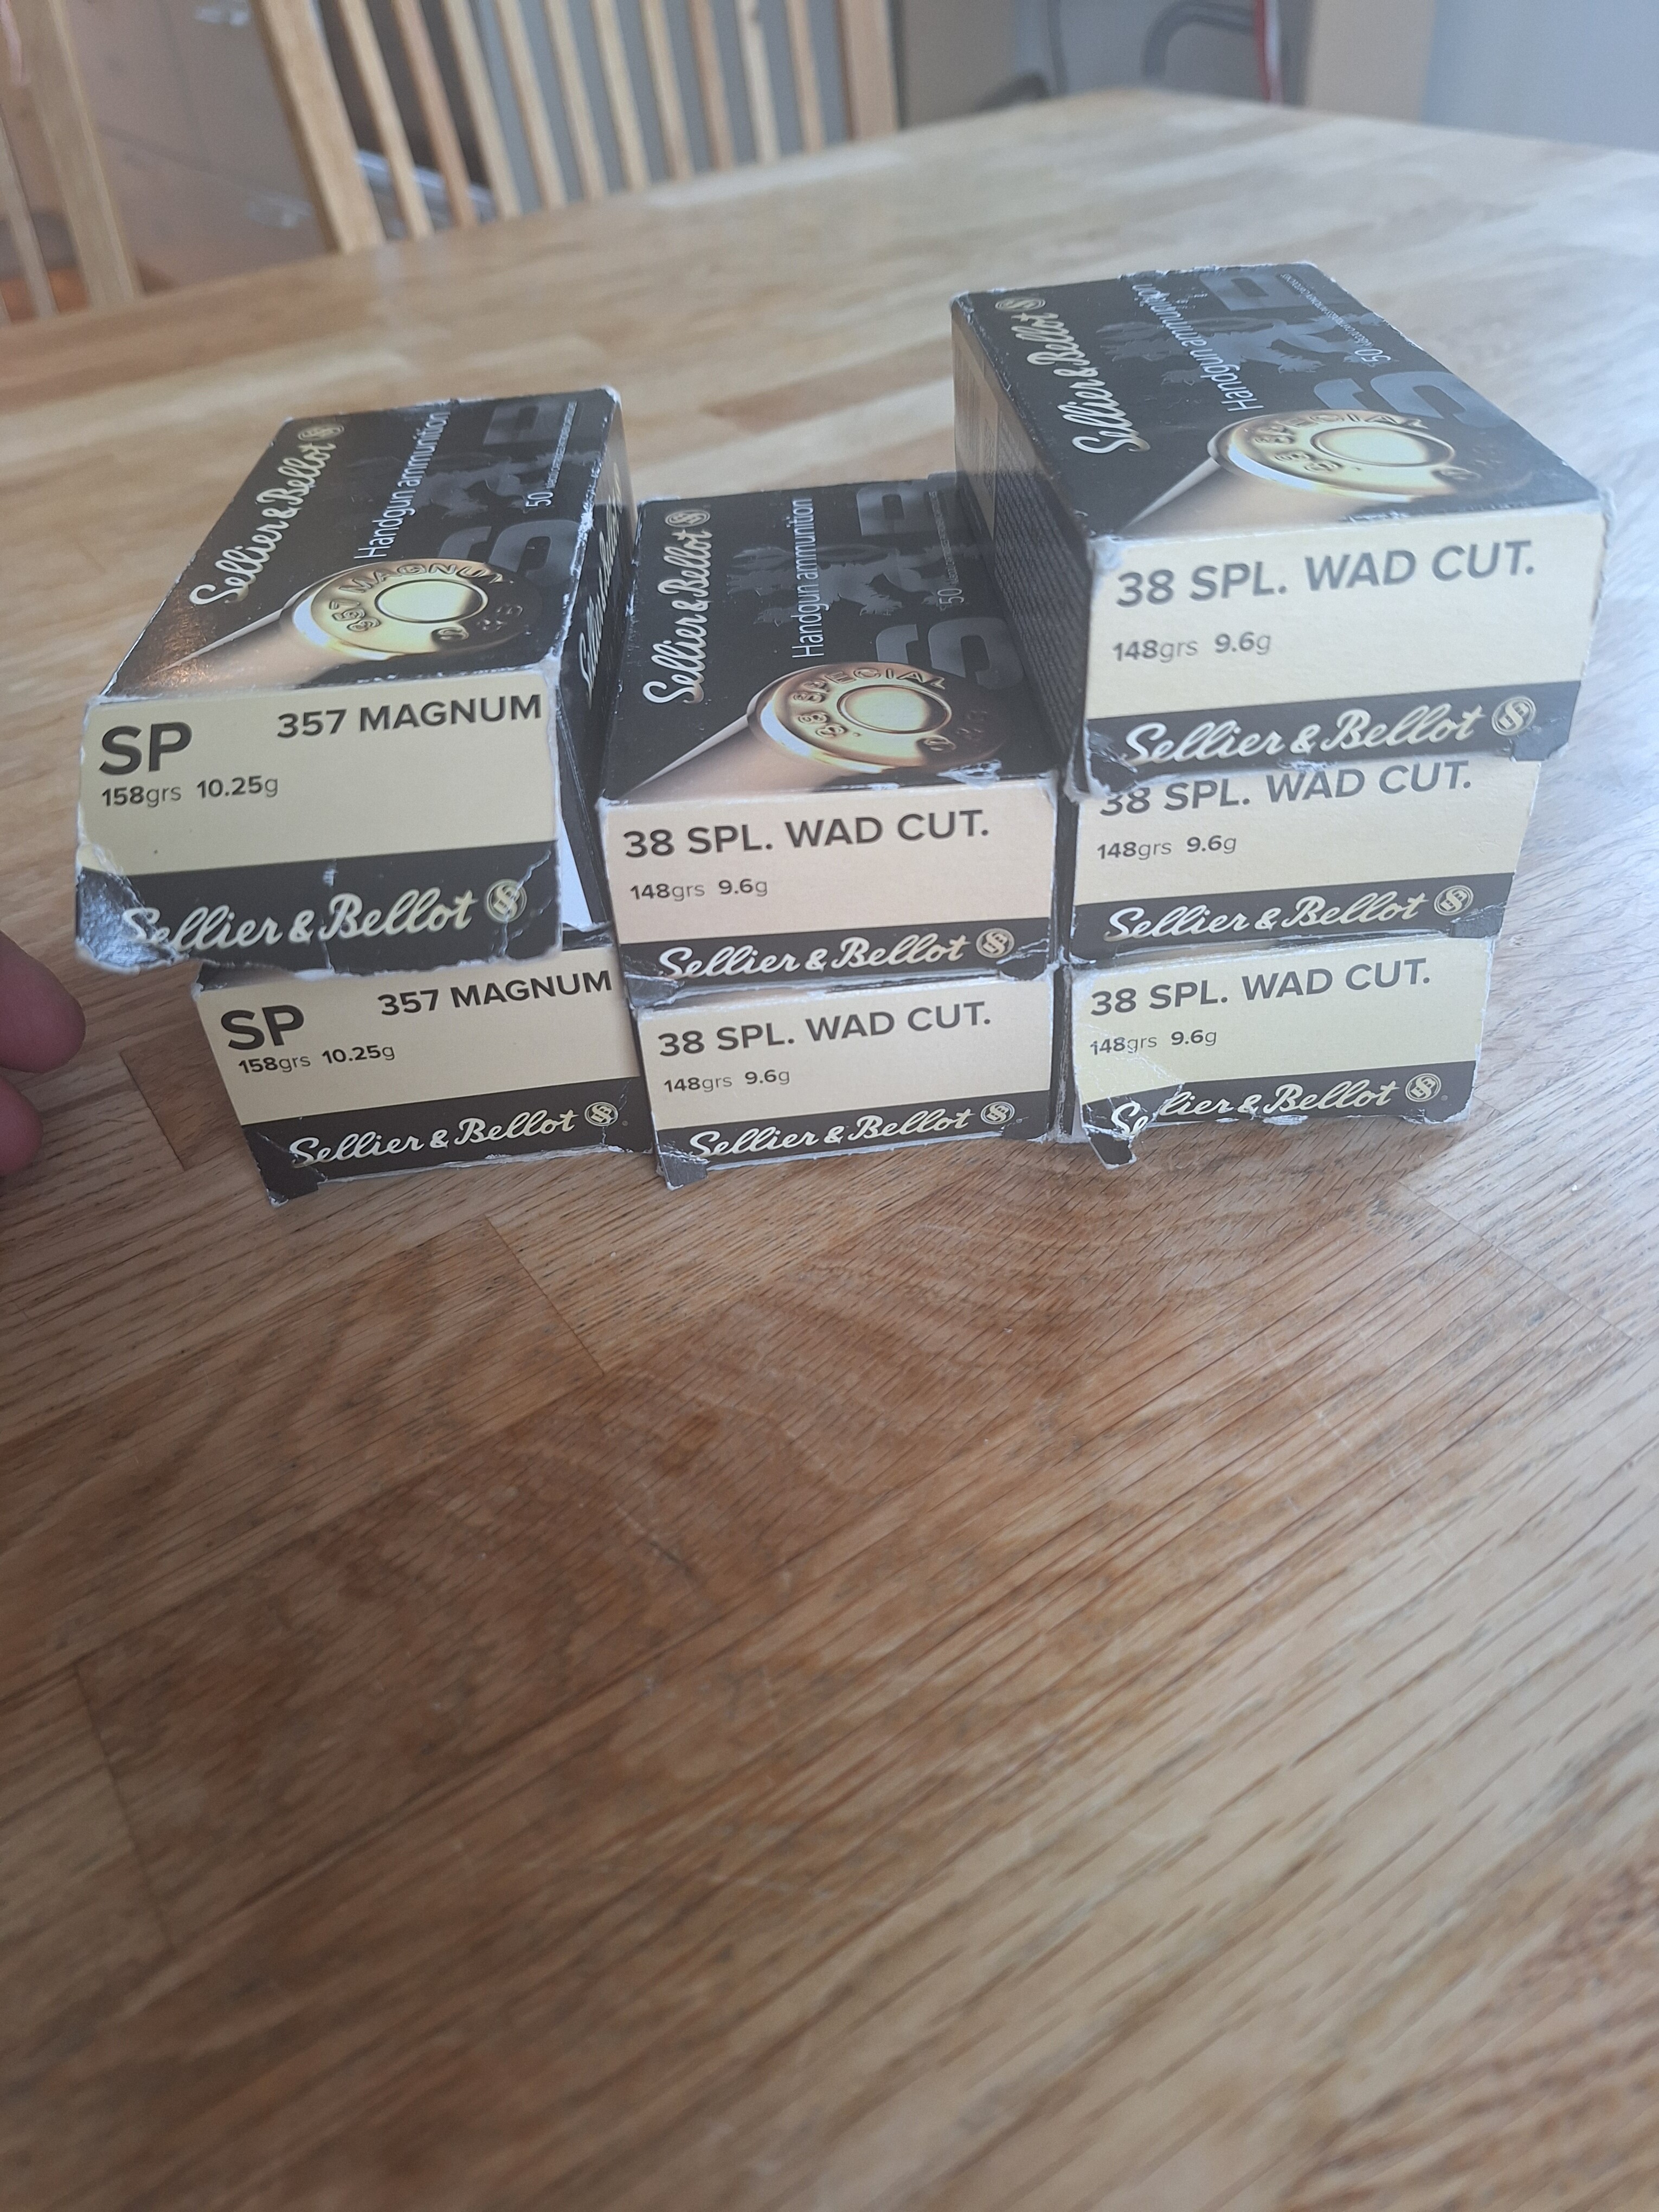 Sellier & Bellot
Handgun ammunition
50
357 MAGNUM
SP
357 MAGNUM
158grs 10.25g
Sellier & Bellot
SP
357 MAGNUM
158grs 10.25g
Sellier & Bellot
Sellier & Bellot
Handgun ammunition
50
38 SPECIAL
38 SPL. WAD CUT.
148grs 9.6g
Sellier & Bellot
38 SPL. WAD CUT.
148grs 9.6g
Sellier & Bellot
Sellier & Bellot
Handgun ammunition
50
38 SPECIAL
38 SPL. WAD CUT.
148grs 9.6g
Sellier & Bellot
38 SPL. WAD CUT.
148grs 9.6g
Sellier & Bellot
38 SPL. WAD CUT.
148grs 9.6g
Sellier & Bellot